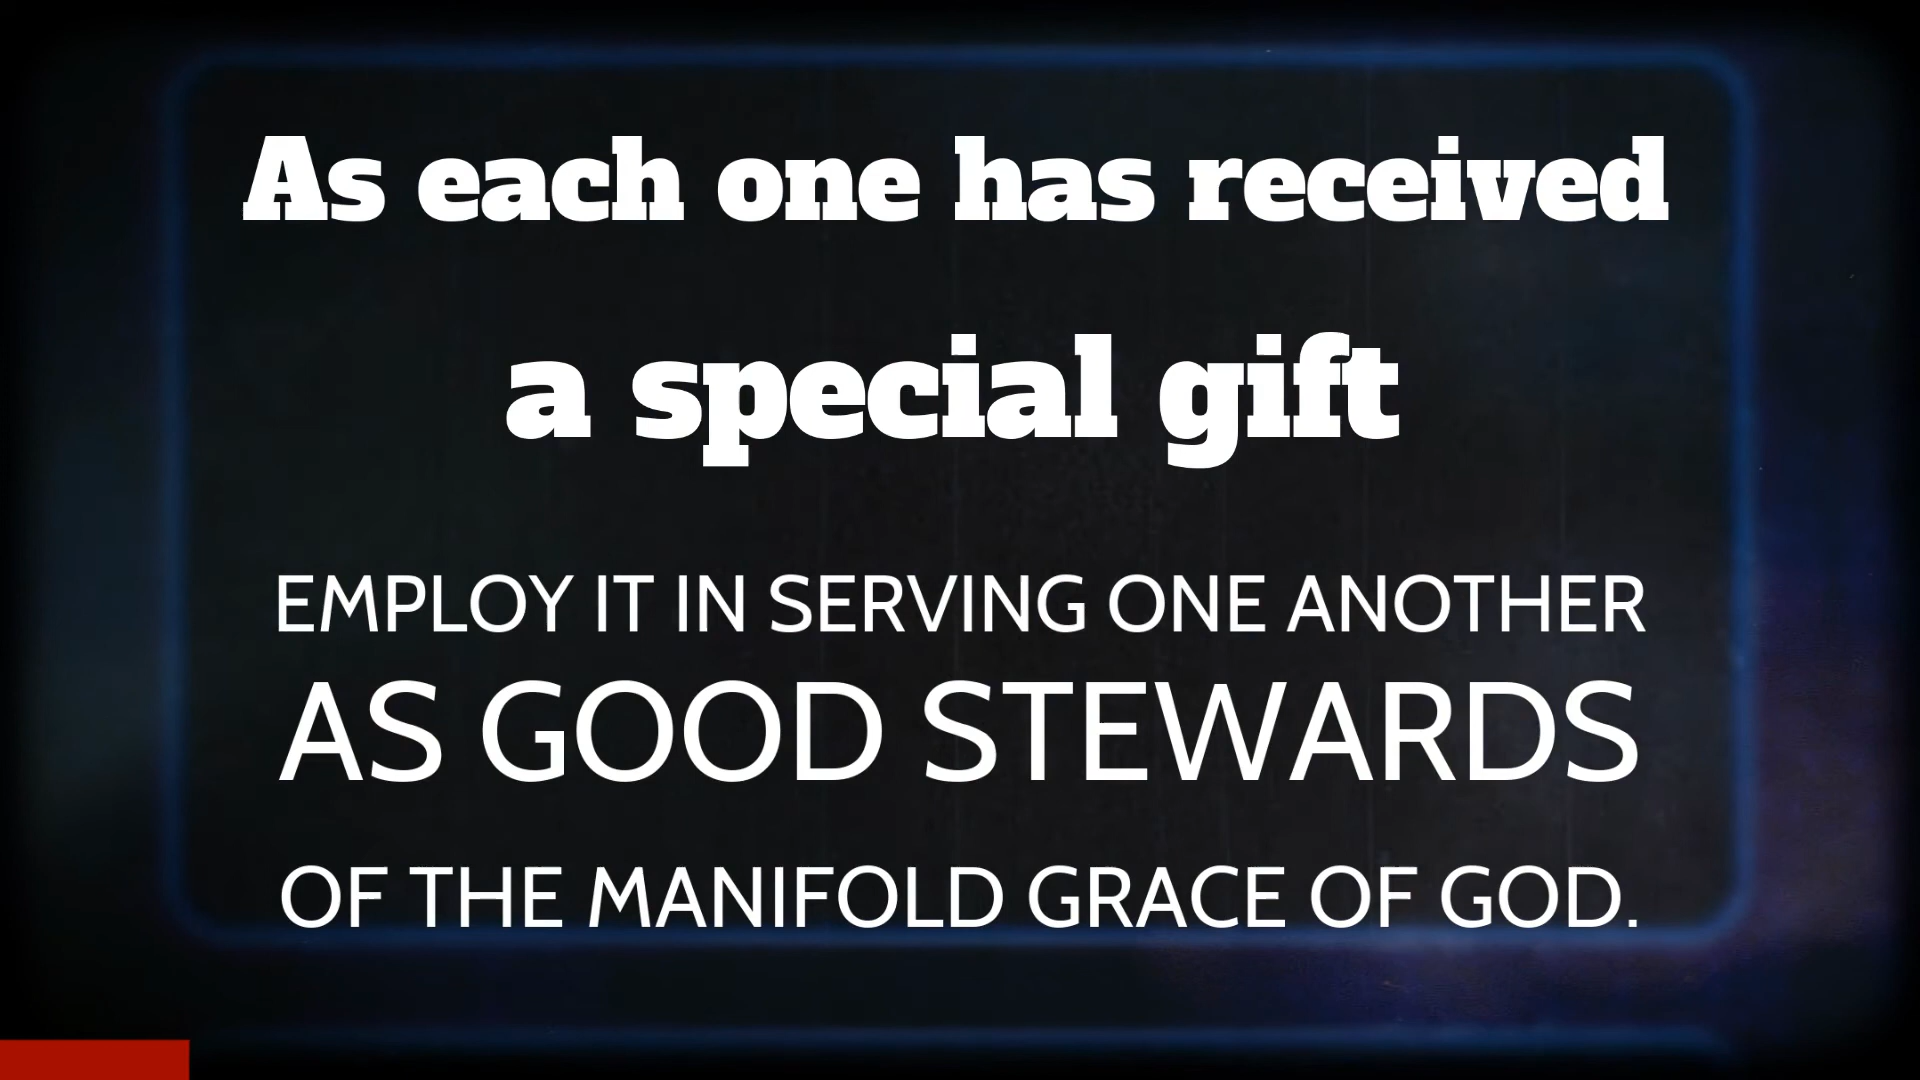 As each one has received
a special gift
EMPLOY IT IN SERVING ONE ANOTHER
AS GOOD STEWARDS
OF THE MANIFOLD GRACE OF GOD.